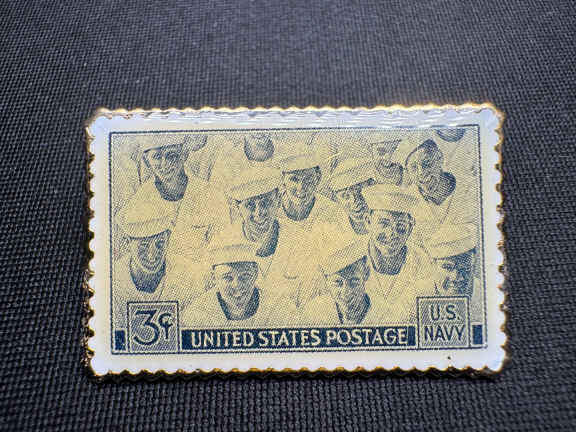 3¢
UNITED STATES POSTAGE
U.S.
NAVY